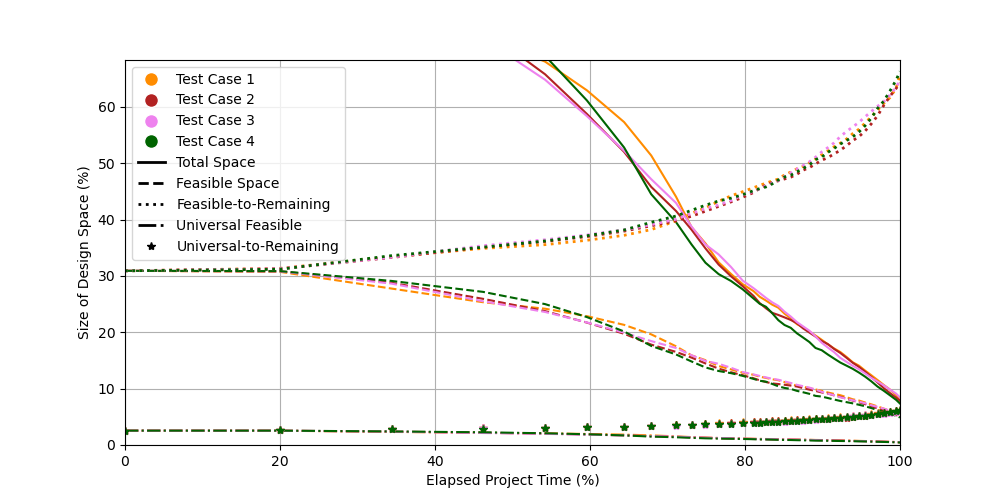 Test Case 1
Test Case 2
Test Case 3
Test Case 4
Total Space
Feasible Space
Feasible-to-Remaining
Universal Feasible
Universal-to-Remaining
Size of Design Space (%)
60
50
40
30
20
10
0
0 20 40 60 80 100
Elapsed Project Time (%)